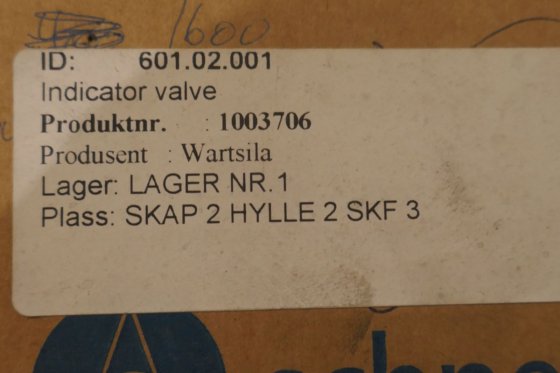 1600
ID: 601.02.001
Indicator valve
Produktnr. : 1003706
Produsent : Wartsila
Lager: LAGER NR.1
Plass: SKAP 2 HYLLE 2 SKF 3